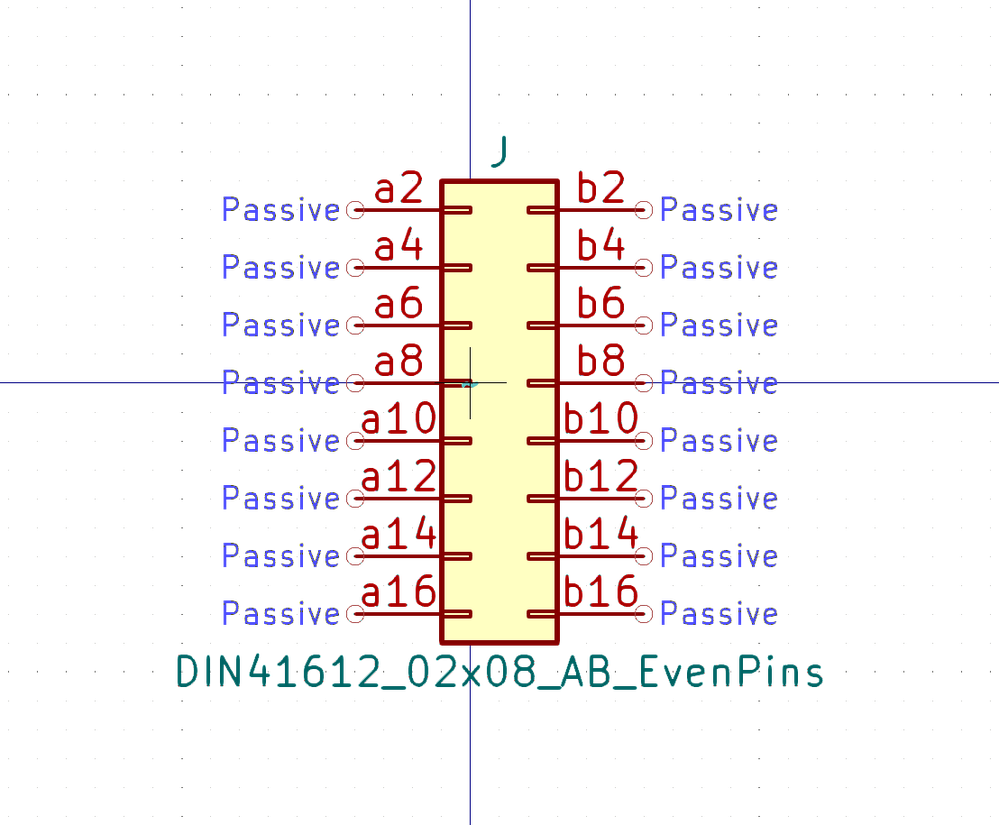 J
Passive a2 b2 Passive
Passive a4 b4 Passive
Passive a6 b6 Passive
Passive a8 b8 Passive
Passive a10 b10 Passive
Passive a12 b12 Passive
Passive a14 b14 Passive
Passive a16 b16 Passive
DIN41612_02x08_AB_EvenPins